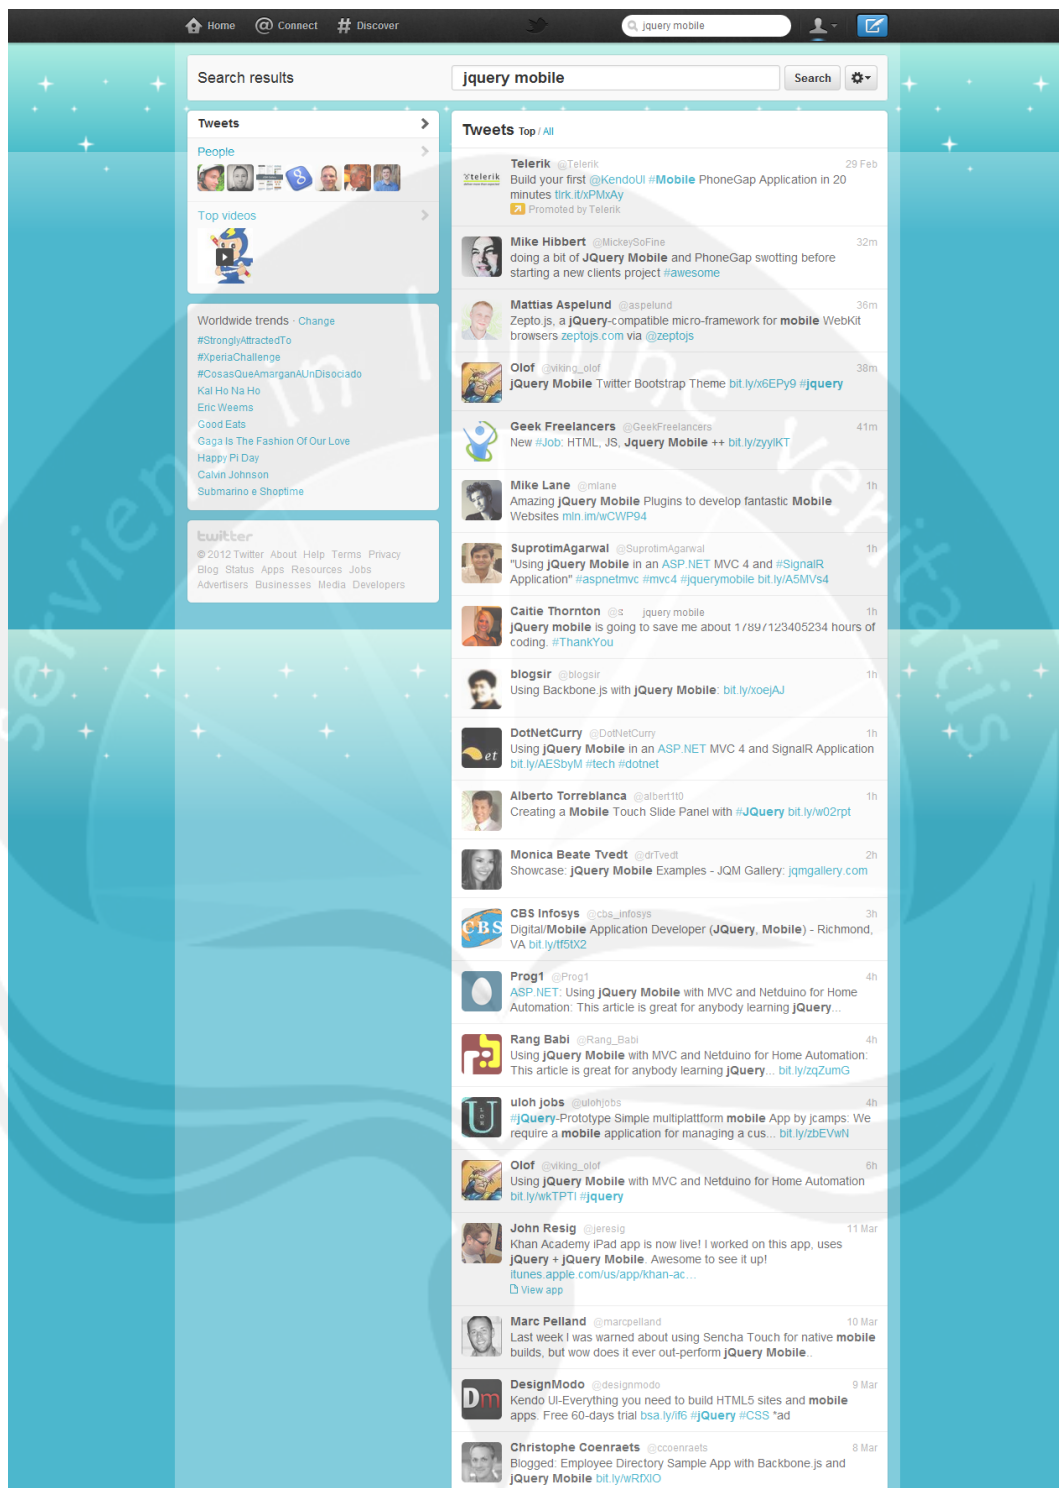 Home @ Connect # Discover jquery mobile
Search results jquery mobile Search
Tweets
People
Top videos
Worldwide trends · Change
#StronglyAttractedTo
#XperiaChallenge
#CosasQueAmarganAUnDisociado
Kal Ho Na Ho
Eric Weems
Good Eats
Gaga Is The Fashion Of Our Love
Happy Pi Day
Calvin Johnson
Submarino e Shoptime
twitter
© 2012 Twitter About Help Terms Privacy
Blog Status Apps Resources Jobs
Advertisers Businesses Media Developers
Tweets Top / All
telerik
Telerik @Telerik 29 Feb
Build your first @KendoUI #Mobile PhoneGap Application in 20
minutes tlrk.it/xPMxAy
Promoted by Telerik
Mike Hibbert @MickeySoFine 32m
doing a bit of JQuery Mobile and PhoneGap swotting before
starting a new clients project #awesome
Mattias Aspelund @aspelund 36m
Zepto.js, a jQuery-compatible micro-framework for mobile WebKit
browsers zeptojs.com via @zeptojs
Olof @viking_olof 38m
jQuery Mobile Twitter Bootstrap Theme bit.ly/x6EPy9 #jquery
Geek Freelancers @GeekFreelancers 41m
New #Job: HTML, JS, Jquery Mobile ++ bit.ly/zyylKT
Mike Lane @mlane 1h
Amazing jQuery Mobile Plugins to develop fantastic Mobile
Websites mln.im/wCWP94
SuprotimAgarwal @SuprotimAgarwal 1h
"Using jQuery Mobile in an ASP.NET MVC 4 and #SignalR
Application" #aspnetmvc #mvc4 #jquerymobile bit.ly/A5MVs4
Caitie Thornton jquery mobile 1h
jQuery mobile is going to save me about 17897123405234 hours of
coding. #ThankYou
blogsir @blogsir 1h
Using Backbone.js with jQuery Mobile: bit.ly/xoejAJ
DotNetCurry @DotNetCurry 1h
Using jQuery Mobile in an ASP.NET MVC 4 and SignalR Application
bit.ly/AESbyM #tech #dotnet
et
Alberto Torreblanca @albert1t0 1h
Creating a Mobile Touch Slide Panel with #JQuery bit.ly/w02rpt
Monica Beate Tvedt @drTvedt 2h
Showcase: jQuery Mobile Examples - JQM Gallery: jqmgallery.com
CBS
CBS Infosys @cbs_infosys 3h
Digital/Mobile Application Developer (JQuery, Mobile) - Richmond,
VA bit.ly/tf5tX2
Prog1 @Prog1 4h
ASP.NET: Using jQuery Mobile with MVC and Netduino for Home
Automation: This article is great for anybody learning jQuery...
Rang Babi @Rang_Babi 4h
Using jQuery Mobile with MVC and Netduino for Home Automation:
This article is great for anybody learning jQuery... bit.ly/zqZumG
U
uloh jobs @ulohjobs 4h
#jQuery-Prototype Simple multiplattform mobile App by jcamps: We
require a mobile application for managing a cus... bit.ly/zbEVwN
Olof @viking_olof 6h
Using jQuery Mobile with MVC and Netduino for Home Automation
bit.ly/wkTPTI #jquery
John Resig @jeresig 11 Mar
Khan Academy iPad app is now live! I worked on this app, uses
jQuery + jQuery Mobile. Awesome to see it up!
itunes.apple.com/us/app/khan-ac...
View app
Marc Pelland @marcpelland 10 Mar
Last week I was warned about using Sencha Touch for native mobile
builds, but wow does it ever out-perform jQuery Mobile..
Dm
DesignModo @designmodo 9 Mar
Kendo UI-Everything you need to build HTML5 sites and mobile
apps. Free 60-days trial bsa.ly/if6 #jQuery #CSS *ad
Christophe Coenraets @ccoenraets 8 Mar
Blogged: Employee Directory Sample App with Backbone.js and
jQuery Mobile bit.ly/wRfXIO
serviens in lumine veritatis